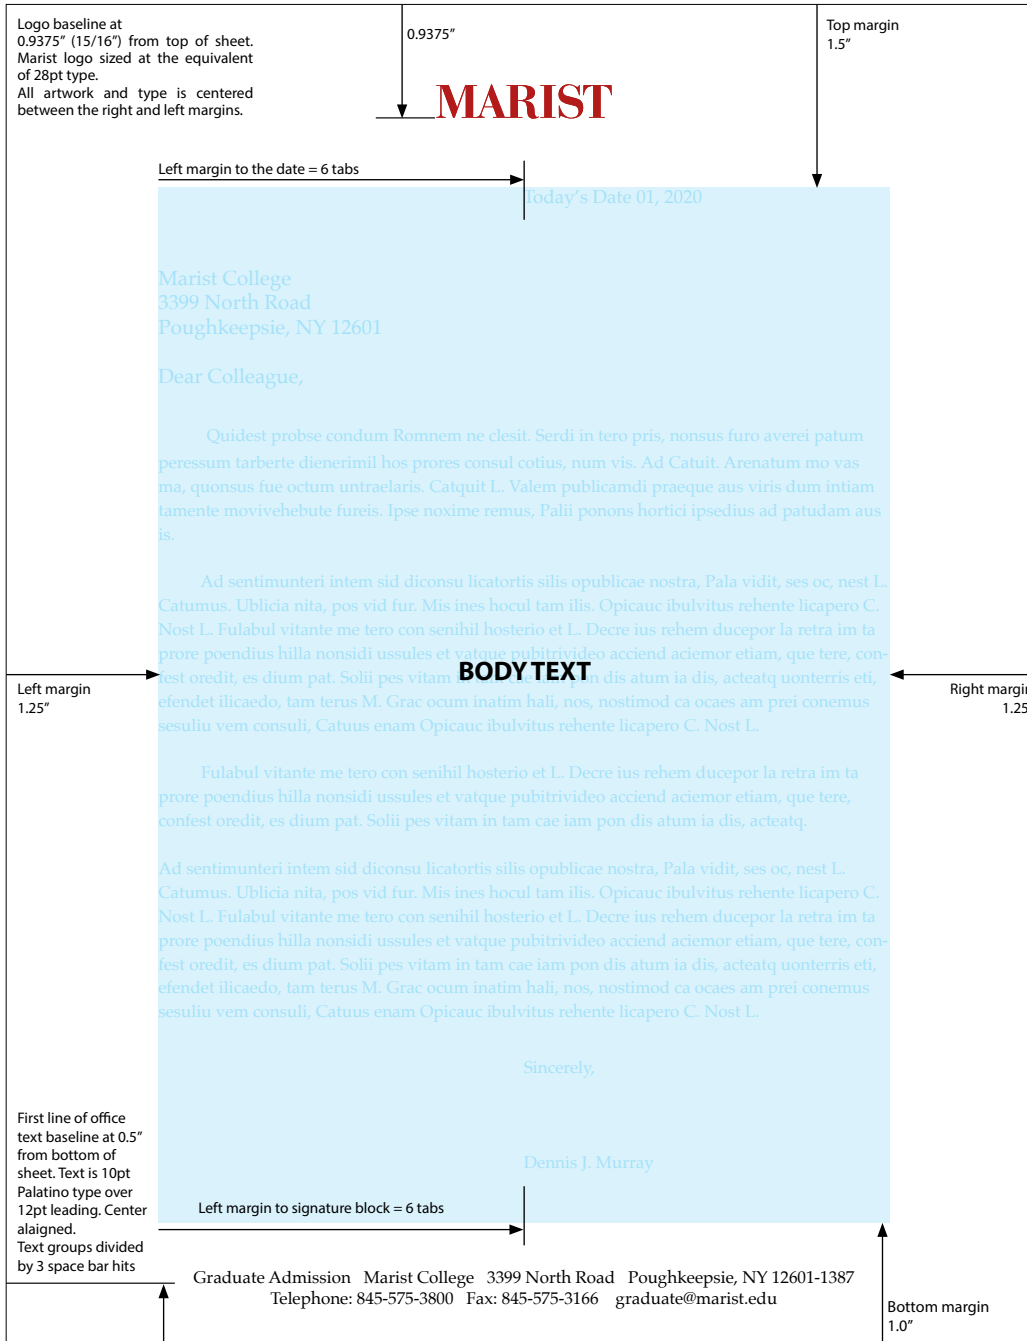 Logo baseline at
0.9375” (15/16”) from top of sheet.
Marist logo sized at the equivalent
of 28pt type.
All artwork and type is centered
between the right and left margins.
0.9375”
Top margin
1.5”
MARIST
Left margin to the date = 6 tabs
Today’s Date 01, 2020
Marist College
3399 North Road
Poughkeepsie, NY 12601
Dear Colleague,
Quidest probse condum Romnem ne clesit. Serdi in tero pris, nonsus furo averei patum
peressum tarberte dienerimil hos prores consul cotius, num vis. Ad Catuit. Arenatum mo vas
ma, quonsus fue octum untraelaris. Catquit L. Valem publicamdi praeque aus viris dum intiam
tamente movivehebute fureis. Ipse noxime remus, Palii ponons hortici ipsedius ad patudam aus
is.
Ad sentimunteri intem sid diconsu licatortis silis opublicae nostra, Pala vidit, ses oc, nest L.
Catumus. Ublicia nita, pos vid fur. Mis ines hocul tam ilis. Opicauc ibulvitus rehente licapero C.
Nost L. Fulabul vitante me tero con senihil hosterio et L. Decre ius rehem ducepor la retra im ta
prore poendius hilla nonsidi ussules et vatque pubitrivideo acciend aciemor etiam, que tere, con-
fest oredit, es dium pat. Solii pes vitam in tam cae iam pon dis atum ia dis, acteatq uonterris eti,
BODY TEXT
efendet ilicaedo, tam terus M. Grac ocum inatim hali, nos, nostimod ca ocaes am prei conemus
sesuliu vem consuli, Catuus enam Opicauc ibulvitus rehente licapero C. Nost L.
Left margin
1.25”
Right margin
1.25
Fulabul vitante me tero con senihil hosterio et L. Decre ius rehem ducepor la retra im ta
prore poendius hilla nonsidi ussules et vatque pubitrivideo acciend aciemor etiam, que tere,
confest oredit, es dium pat. Solii pes vitam in tam cae iam pon dis atum ia dis, acteatq.
Ad sentimunteri intem sid diconsu licatortis silis opublicae nostra, Pala vidit, ses oc, nest L.
Catumus. Ublicia nita, pos vid fur. Mis ines hocul tam ilis. Opicauc ibulvitus rehente licapero C.
Nost L. Fulabul vitante me tero con senihil hosterio et L. Decre ius rehem ducepor la retra im ta
prore poendius hilla nonsidi ussules et vatque pubitrivideo acciend aciemor etiam, que tere, con-
fest oredit, es dium pat. Solii pes vitam in tam cae iam pon dis atum ia dis, acteatq uonterris eti,
efendet ilicaedo, tam terus M. Grac ocum inatim hali, nos, nostimod ca ocaes am prei conemus
sesuliu vem consuli, Catuus enam Opicauc ibulvitus rehente licapero C. Nost L.
Sincerely,
Dennis J. Murray
First line of office
text baseline at 0.5”
from bottom of
sheet. Text is 10pt
Palatino type over
12pt leading. Center
alaigned.
Text groups divided
by 3 space bar hits
Left margin to signature block = 6 tabs
Graduate Admission   Marist College   3399 North Road   Poughkeepsie, NY 12601-1387
Telephone: 845-575-3800   Fax: 845-575-3166   graduate@marist.edu
Bottom margin
1.0”